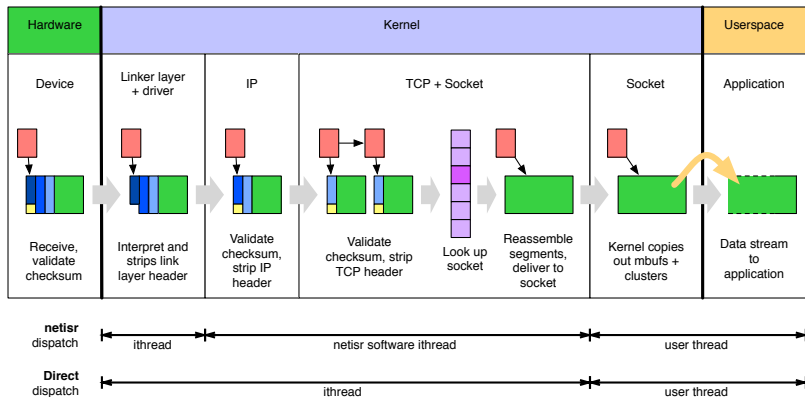 Hardware
Kernel
Userspace
Device
Linker layer
+ driver
IP
TCP + Socket
Socket
Application
Receive,
validate
checksum
Interpret and
strips link
layer header
Validate
checksum,
strip IP
header
Validate
checksum, strip
TCP header
Look up
socket
Reassemble
segments,
deliver to
socket
Kernel copies
out mbufs +
clusters
Data stream
to
application
netisr
dispatch
ithread
netisr software ithread
user thread
Direct
dispatch
ithread
user thread